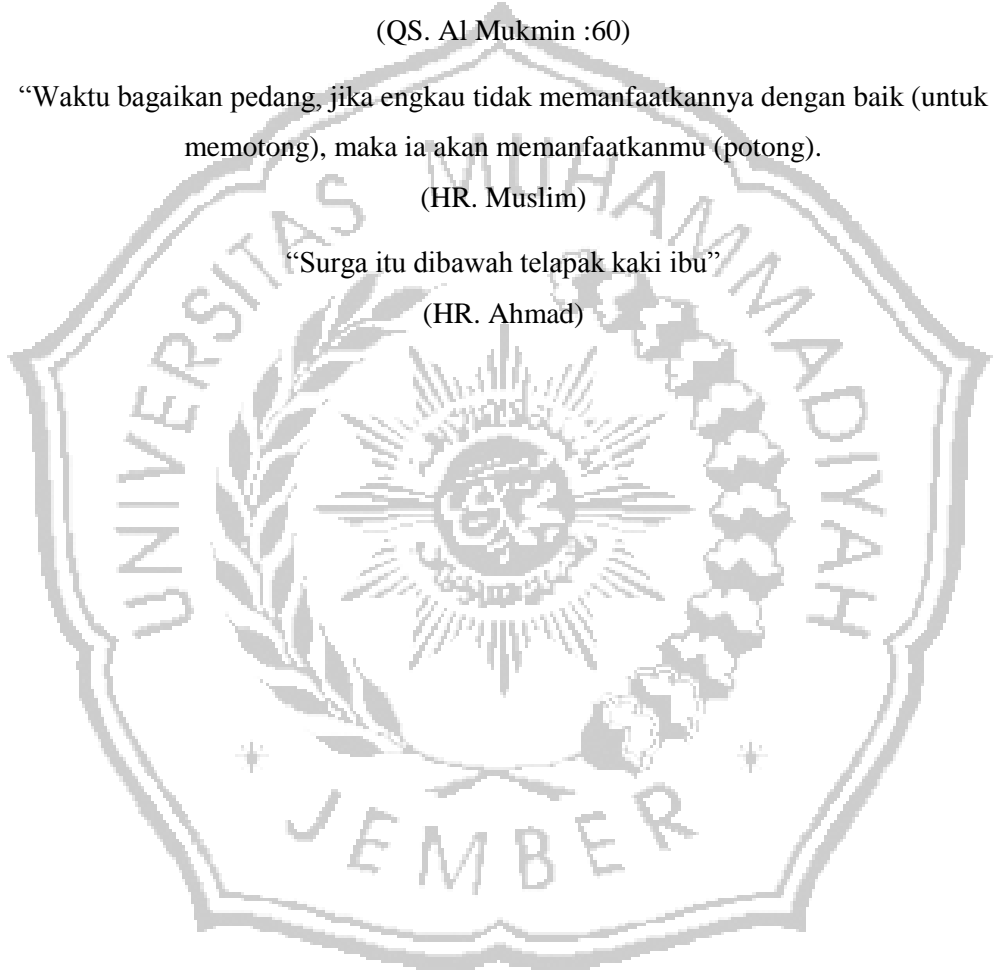 (QS. Al Mukmin :60)
“Waktu bagaikan pedang, jika engkau tidak memanfaatkannya dengan baik (untuk
memotong), maka ia akan memanfaatkanmu (potong).
(HR. Muslim)
“Surga itu dibawah telapak kaki ibu”
(HR. Ahmad)
UNIVERSITAS MUHAMMADIYAH
JEMBER